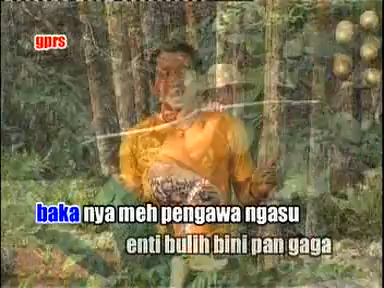 gprs
baka nya meh pengawa ngasu
enti bulih bini pan gaga